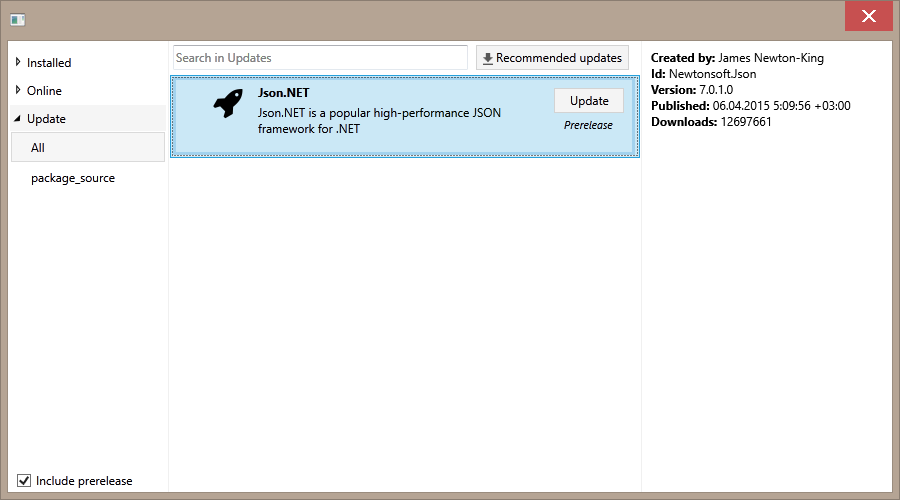 Installed
Online
Update
All
package_source
Include prerelease
Search in Updates
Recommended updates
Json.NET
Json.NET is a popular high-performance JSON
framework for .NET
Update
Prerelease
Created by: James Newton-King
Id: Newtonsoft.Json
Version: 7.0.1.0
Published: 06.04.2015 5:09:56 +03:00
Downloads: 12697661